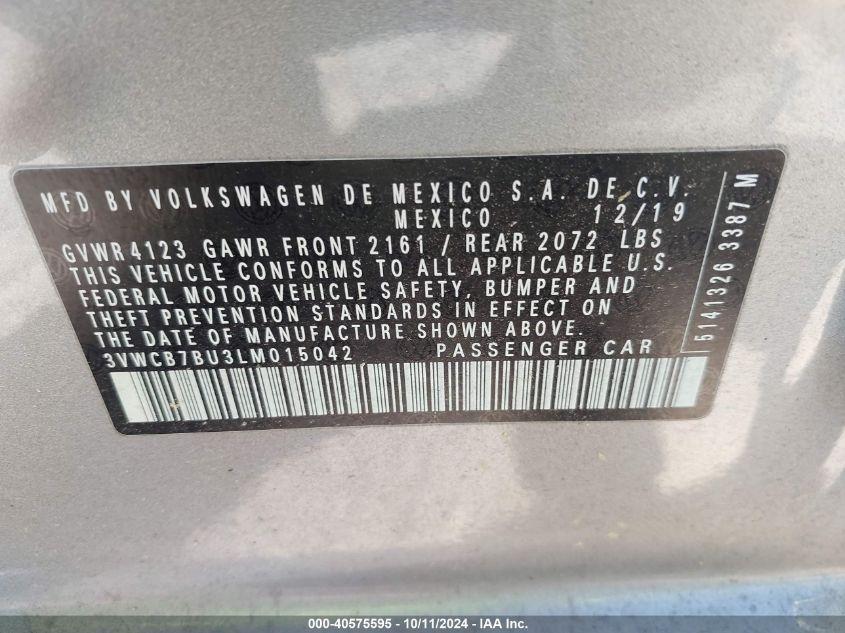 MFD BY VOLKSWAGEN DE MEXICO S.A. DE C.V.
MEXICO 12/19
GVWR 4123 GAWR FRONT 2161 / REAR 2072 LBS
THIS VEHICLE CONFORMS TO ALL APPLICABLE U.S.
FEDERAL MOTOR VEHICLE SAFETY, BUMPER AND
THEFT PREVENTION STANDARDS IN EFFECT ON
THE DATE OF MANUFACTURE SHOWN ABOVE.
3VWCB7BU3LM015042 PASSENGER CAR
5141326 3387 M
000-40575595 - 10/11/2024 - IAA Inc.